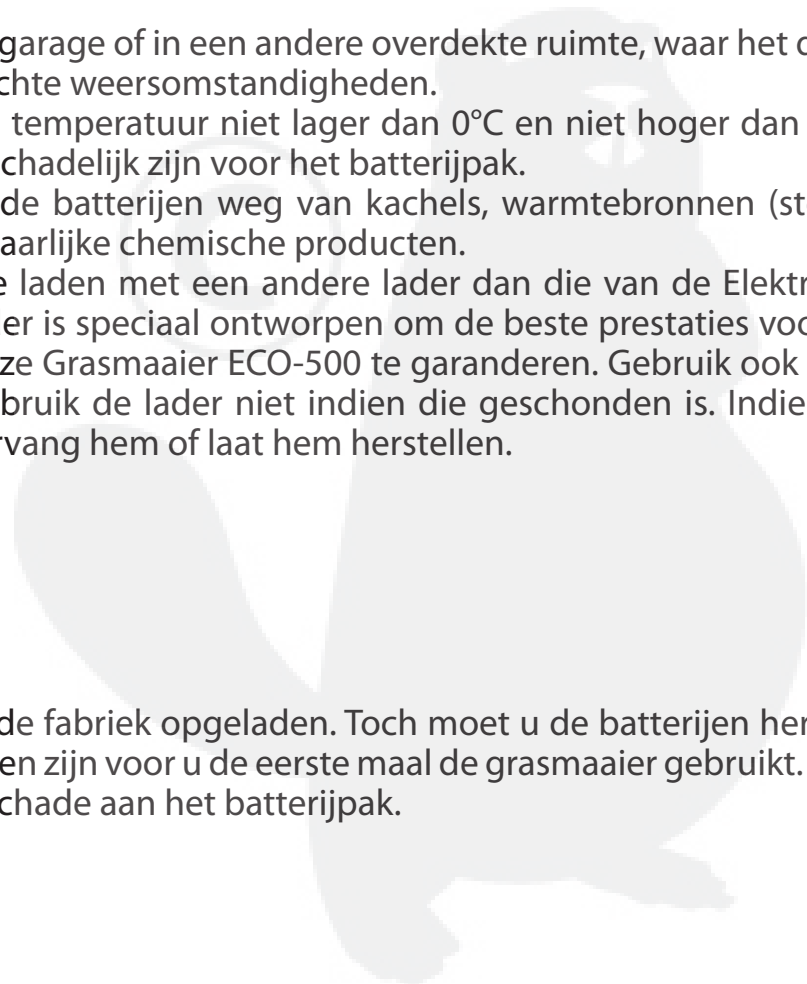 garage of in een andere overdekte ruimte, waar het
chte weersomstandigheden.
temperatuur niet lager dan 0°C en niet hoger dan
chadelijk zijn voor het batterijpak.
de batterijen weg van kachels, warmtebronnen (st
aarlijke chemische producten.
e laden met een andere lader dan die van de Elektr
er is speciaal ontworpen om de beste prestaties voo
ze Grasmaaier ECO-500 te garanderen. Gebruik ook
bruik de lader niet indien die geschonden is. Indie
rvang hem of laat hem herstellen.
de fabriek opgeladen. Toch moet u de batterijen her
en zijn voor u de eerste maal de grasmaaier gebruikt.
chade aan het batterijpak.